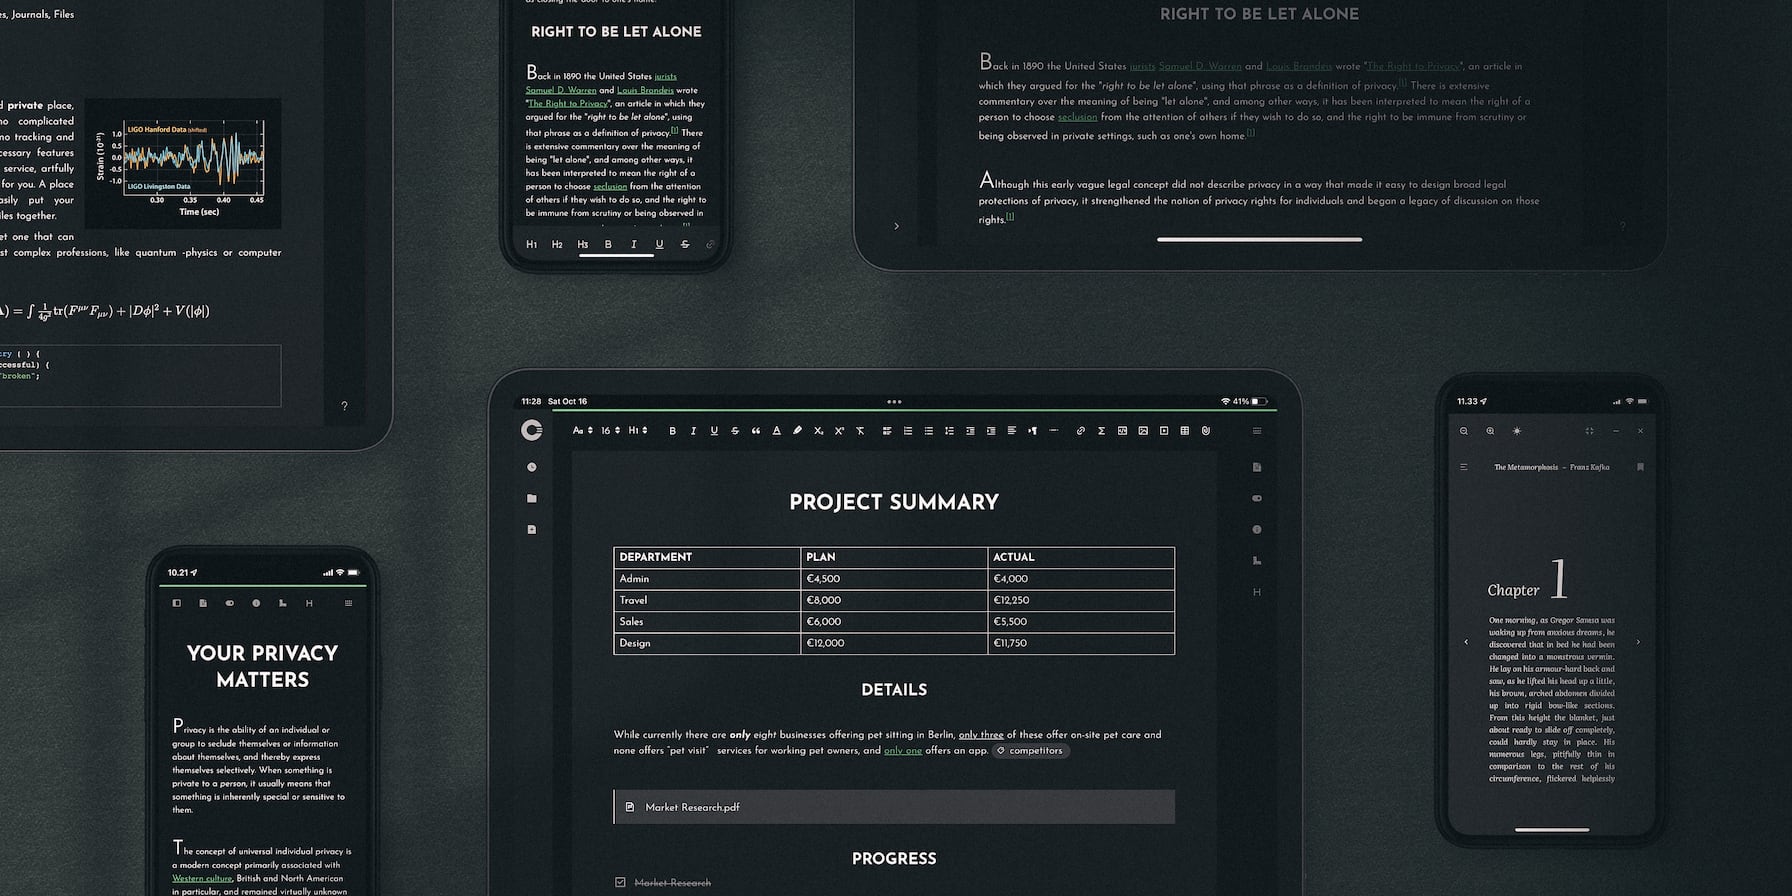 s, Journals, Files
d private place,
no complicated
no tracking and
cessary features
service, artfully
for you. A place
asily put your
iles together.
LIGO Hanford Data (shifted)
LIGO Livingston Data
Strain (10⁻²¹)
1.0
0.5
0.0
-0.5
-1.0
0.30 0.35 0.40 0.45
Time (sec)
et one that can
st complex professions, like quantum -physics or computer
A) = ∫ 1/4g² tr(F^μν F_μν) + |Dϕ|² + V(|ϕ|)
try ( ) {
ccessful) {
"broken";
?
as closing the door to one's home.
RIGHT TO BE LET ALONE
Back in 1890 the United States jurists
Samuel D. Warren and Louis Brandeis wrote
"The Right to Privacy", an article in which they
argued for the "right to be let alone", using
that phrase as a definition of privacy.[1] There
is extensive commentary over the meaning of
being "let alone", and among other ways, it
has been interpreted to mean the right of a
person to choose seclusion from the attention
of others if they wish to do so, and the right to
be immune from scrutiny or being observed in
H1 H2 H3 B I U S
RIGHT TO BE LET ALONE
Back in 1890 the United States jurists Samuel D. Warren and Louis Brandeis wrote "The Right to Privacy", an article in
which they argued for the "right to be let alone", using that phrase as a definition of privacy.[1] There is extensive
commentary over the meaning of being "let alone", and among other ways, it has been interpreted to mean the right of a
person to choose seclusion from the attention of others if they wish to do so, and the right to be immune from scrutiny or
being observed in private settings, such as one's own home.[1]
Although this early vague legal concept did not describe privacy in a way that made it easy to design broad legal
protections of privacy, it strengthened the notion of privacy rights for individuals and began a legacy of discussion on those
rights.[1]
?
10.21
H
YOUR PRIVACY
MATTERS
Privacy is the ability of an individual or
group to seclude themselves or information
about themselves, and thereby express
themselves selectively. When something is
private to a person, it usually means that
something is inherently special or sensitive to
them.
The concept of universal individual privacy is
a modern concept primarily associated with
Western culture, British and North American
in particular, and remained virtually unknown
11:28 Sat Oct 16 41%
Aa 16 H1 B I U S A X₂ X² Σ
H
PROJECT SUMMARY
DEPARTMENT PLAN ACTUAL
Admin €4,500 €4,000
Travel €8,000 €12,250
Sales €6,000 €5,500
Design €12,000 €11,750
DETAILS
While currently there are only eight businesses offering pet sitting in Berlin, only three of these offer on-site pet care and
none offers "pet visit" services for working pet owners, and only one offers an app. competitors
Market Research.pdf
PROGRESS
Market Research
11.33
The Metamorphosis - Franz Kafka
Chapter 1
One morning, as Gregor Samsa was
waking up from anxious dreams, he
discovered that in bed he had been
changed into a monstrous vermin.
He lay on his armour-hard back and
saw, as he lifted his head up a little,
his brown, arched abdomen divided
up into rigid bow-like sections.
From this height the blanket, just
about ready to slide off completely,
could hardly stay in place. His
numerous legs, pitifully thin in
comparison to the rest of his
circumference, flickered helplessly